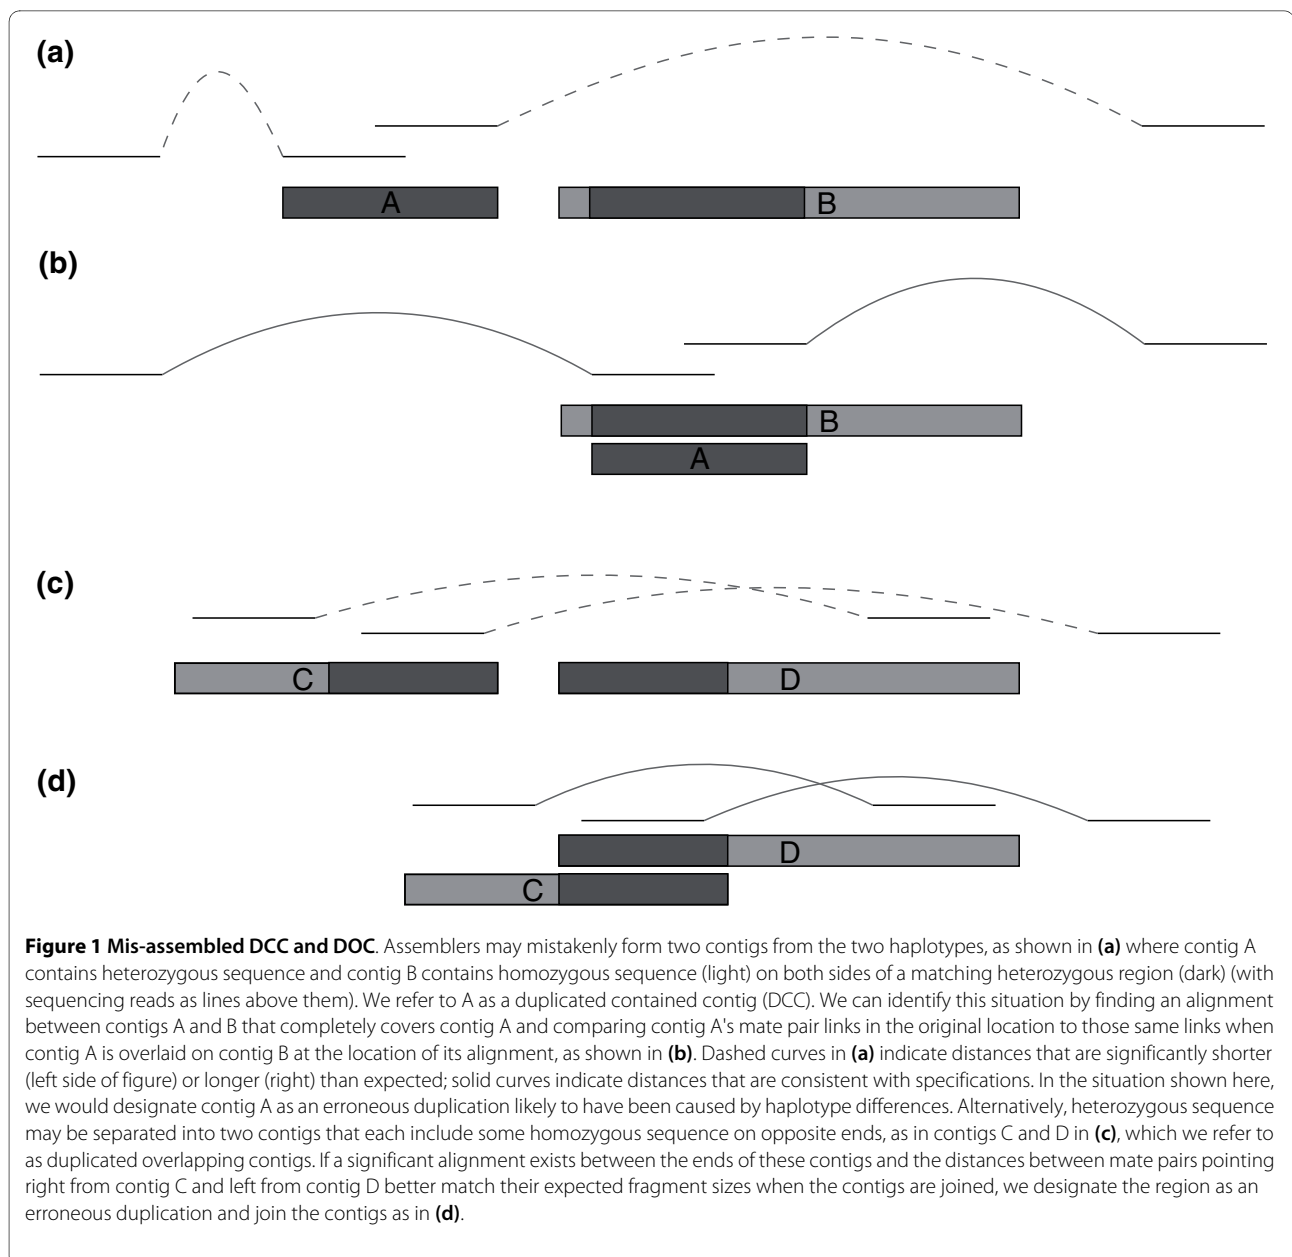 (a)
A
B
(b)
B
A
(c)
C
D
(d)
D
C
Figure 1 Mis-assembled DCC and DOC. Assemblers may mistakenly form two contigs from the two haplotypes, as shown in (a) where contig A
contains heterozygous sequence and contig B contains homozygous sequence (light) on both sides of a matching heterozygous region (dark) (with
sequencing reads as lines above them). We refer to A as a duplicated contained contig (DCC). We can identify this situation by finding an alignment
between contigs A and B that completely covers contig A and comparing contig A's mate pair links in the original location to those same links when
contig A is overlaid on contig B at the location of its alignment, as shown in (b). Dashed curves in (a) indicate distances that are significantly shorter
(left side of figure) or longer (right) than expected; solid curves indicate distances that are consistent with specifications. In the situation shown here,
we would designate contig A as an erroneous duplication likely to have been caused by haplotype differences. Alternatively, heterozygous sequence
may be separated into two contigs that each include some homozygous sequence on opposite ends, as in contigs C and D in (c), which we refer to
as duplicated overlapping contigs. If a significant alignment exists between the ends of these contigs and the distances between mate pairs pointing
right from contig C and left from contig D better match their expected fragment sizes when the contigs are joined, we designate the region as an
erroneous duplication and join the contigs as in (d).